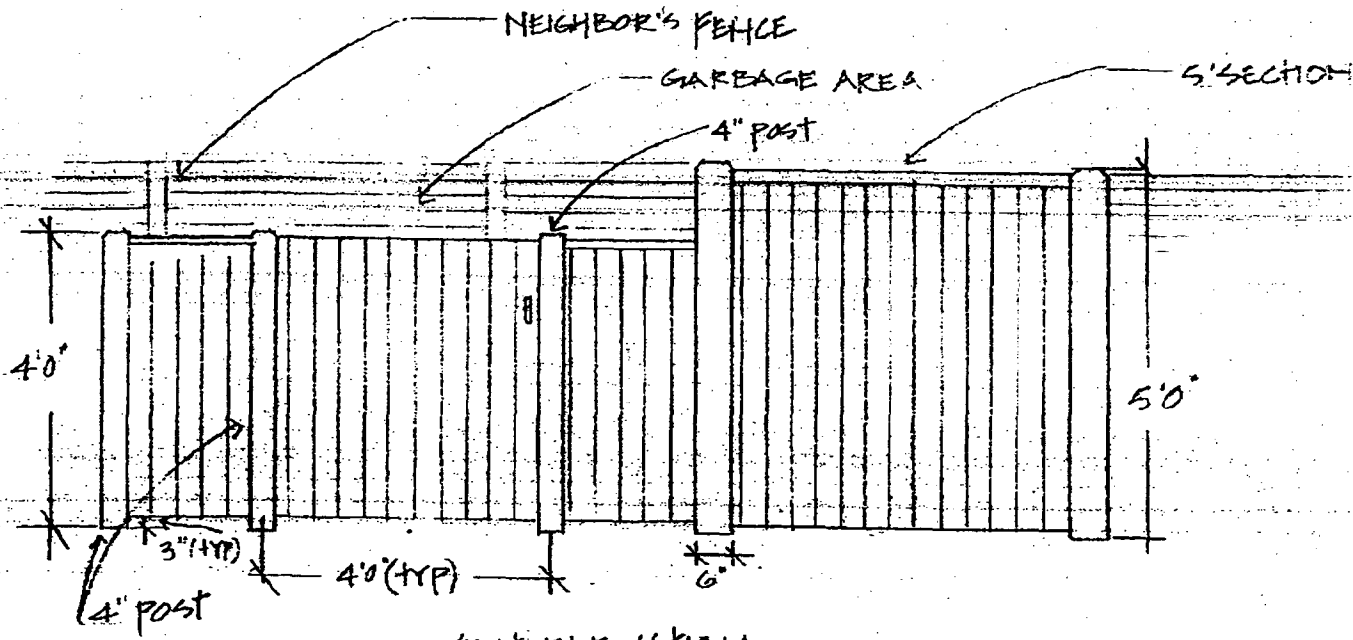 NEIGHBOR'S FENCE
GARBAGE AREA
5' SECTION
4" post
4'0"
5'0"
3" (typ)
4'0" (typ)
6"
4" post